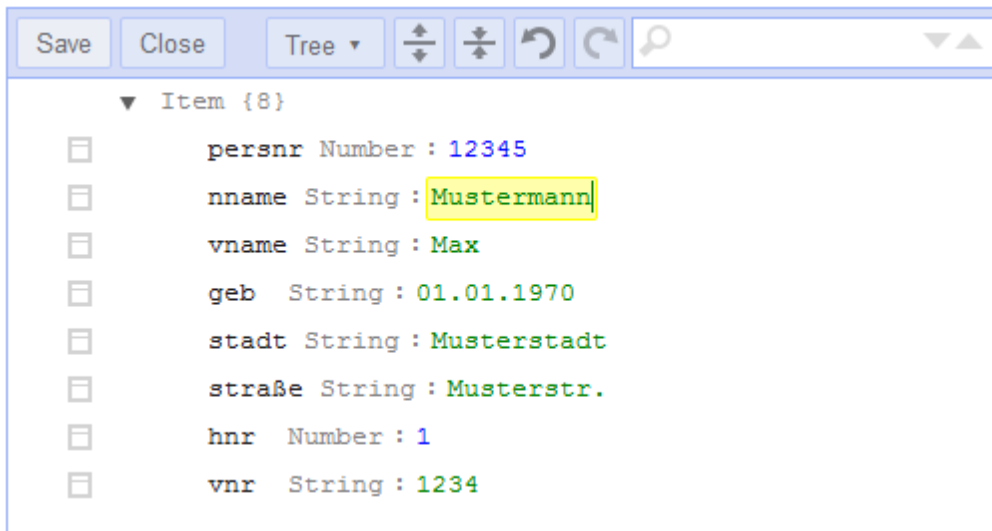 Save Close Tree
Item {8}
persnr Number : 12345
nname String : Mustermann
vname String : Max
geb String : 01.01.1970
stadt String : Musterstadt
straße String : Musterstr.
hnr Number : 1
vnr String : 1234